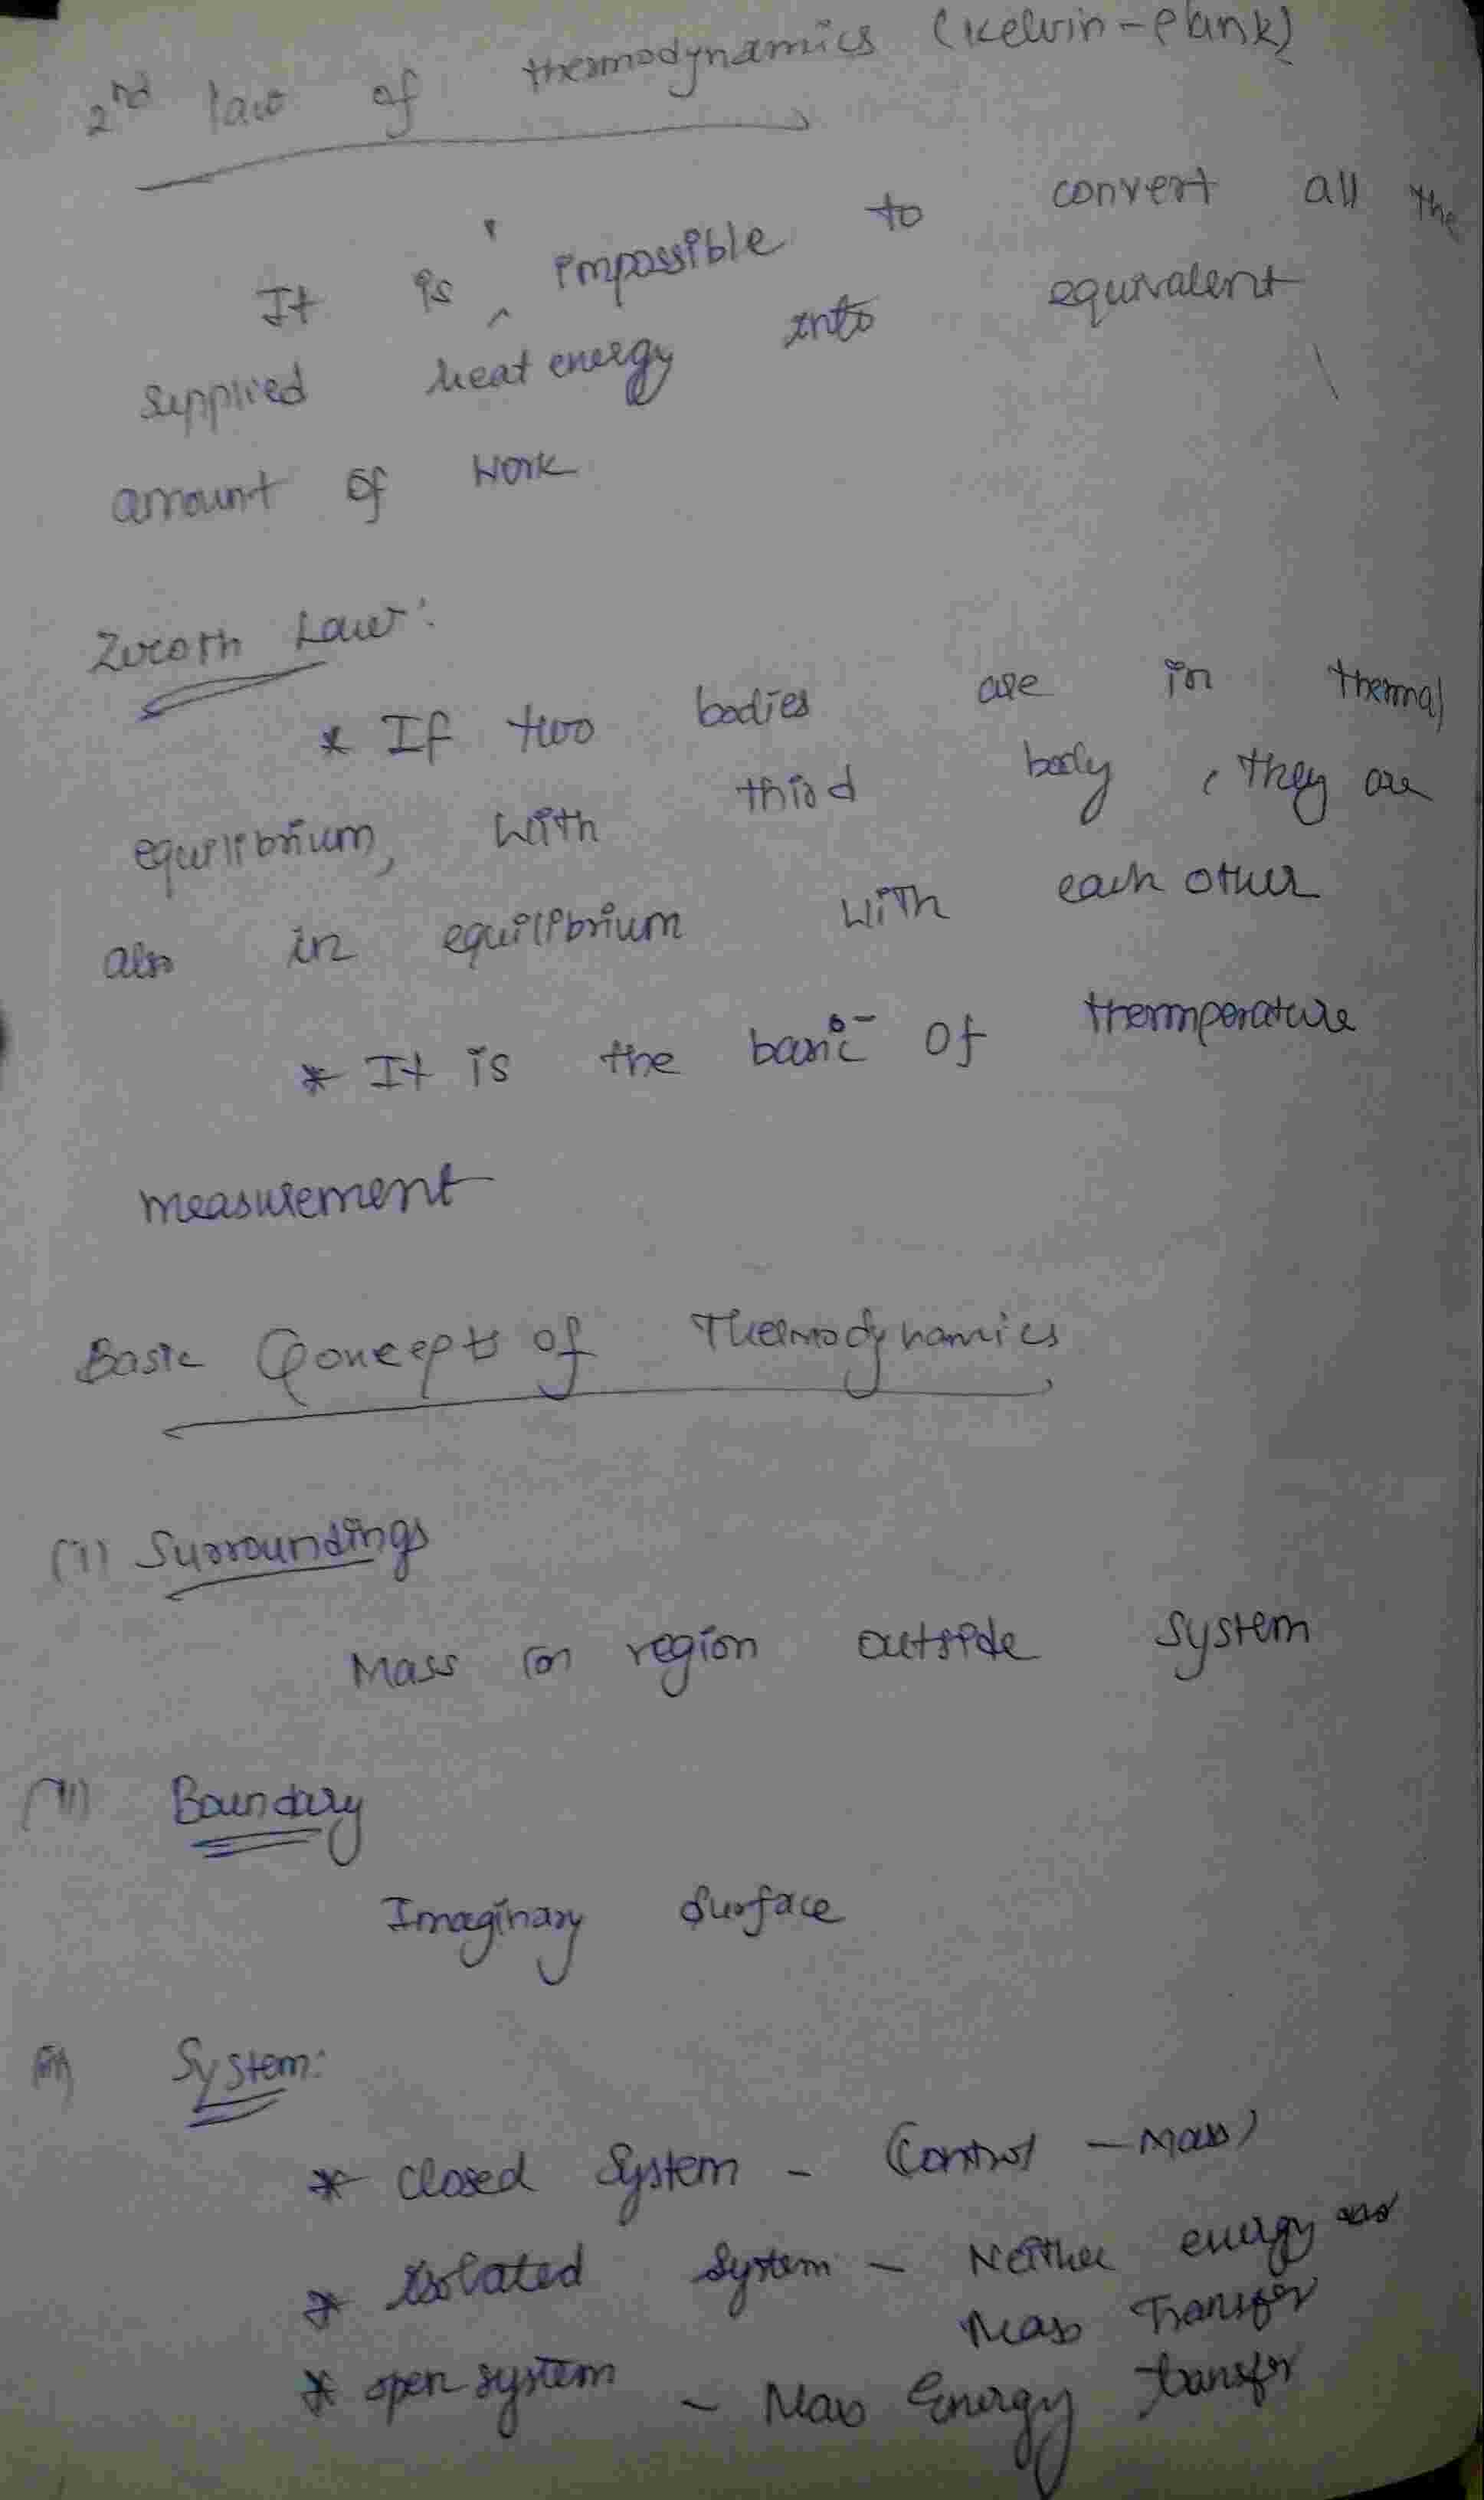 2nd law of thermodynamics (Kelvin-plank)
It is impossible to convert all the
supplied heat energy into equivalent
amount of work
Zeroth Law:
* If two bodies are in thermal
equilibrium, with third body, they are
also in equilibrium with each other
* It is the basic of themperature
measurement
Basic Concepts of Thermodynamics
(i) Surroundings
Mass (or) region outside system
(ii) Boundary
Imaginary surface
(iii) System:
* closed system - (Control - Mass)
* Isolated system - Neither energy nor
Mass Transfer
* open system - Mass Energy transfer